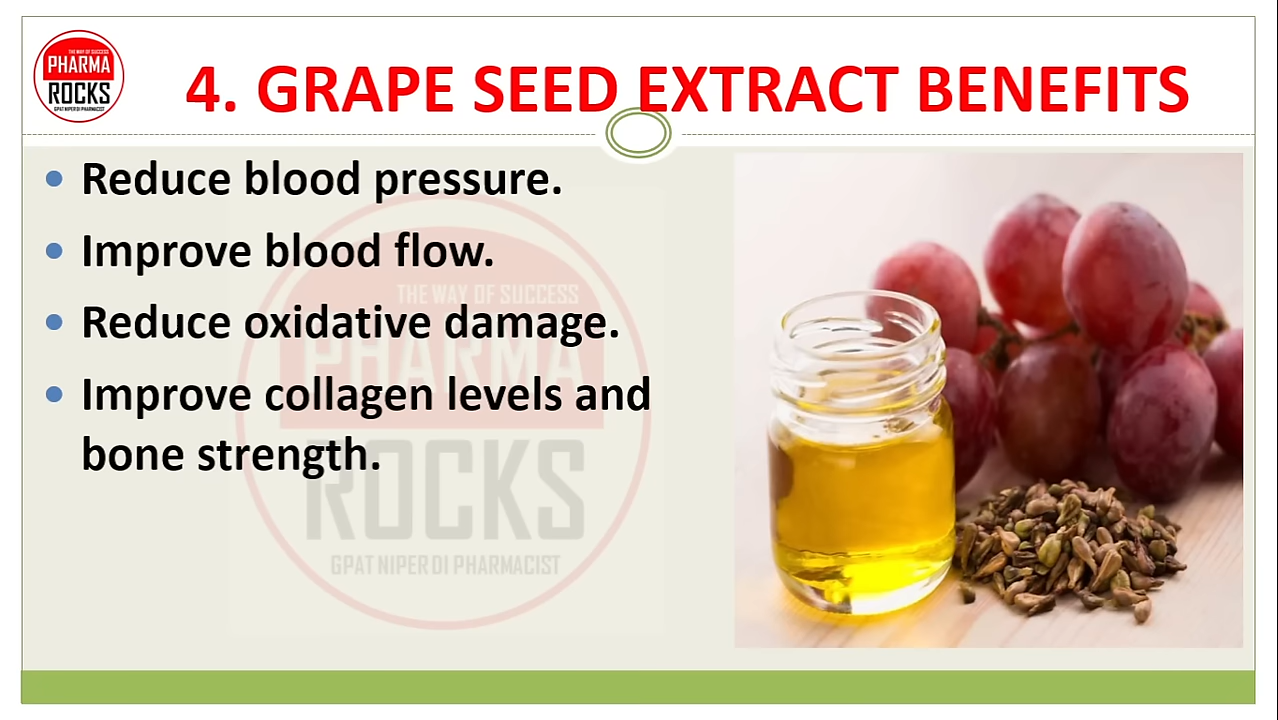 THE WAY OF SUCCESS
PHARMA
ROCKS
GPAT NIPER DI PHARMACIST
4. GRAPE SEED EXTRACT BENEFITS
• Reduce blood pressure.
• Improve blood flow.
• Reduce oxidative damage.
• Improve collagen levels and
bone strength.
THE WAY OF SUCCESS
PHARMA
ROCKS
GPAT NIPER DI PHARMACIST